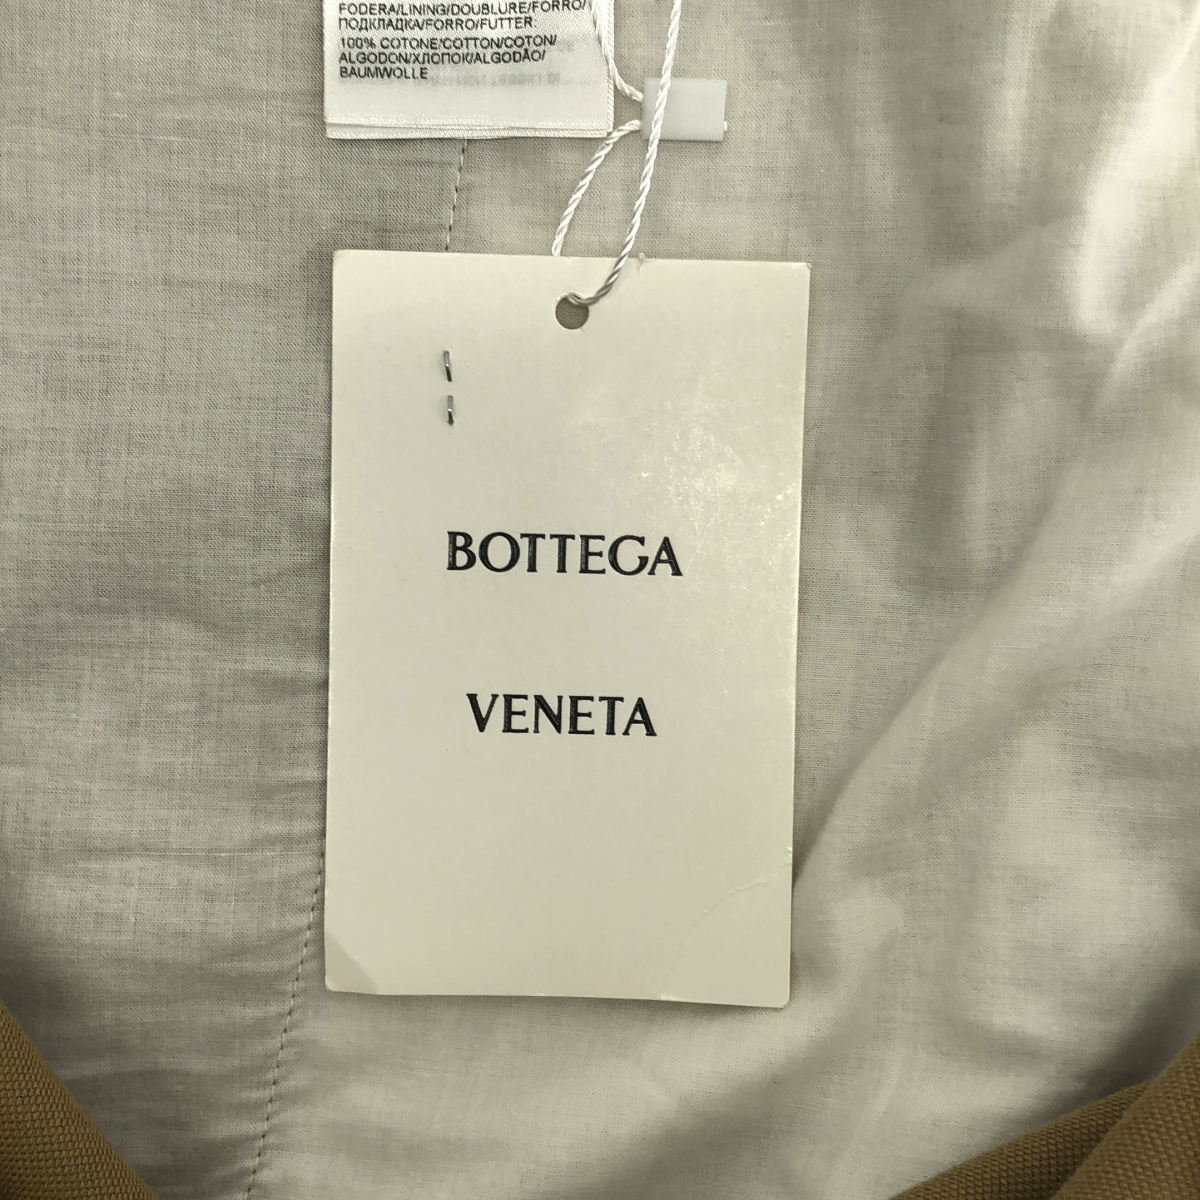 FODERA/LINING/DOUBLURE/FORRO/
ПОДКЛАДКА/FORRO/FUTTER:
100% COTONE/COTTON/COTON/
ALGODON/ХЛОПОК/ALGODÃO/
BAUMWOLLE
BOTTEGA
VENETA